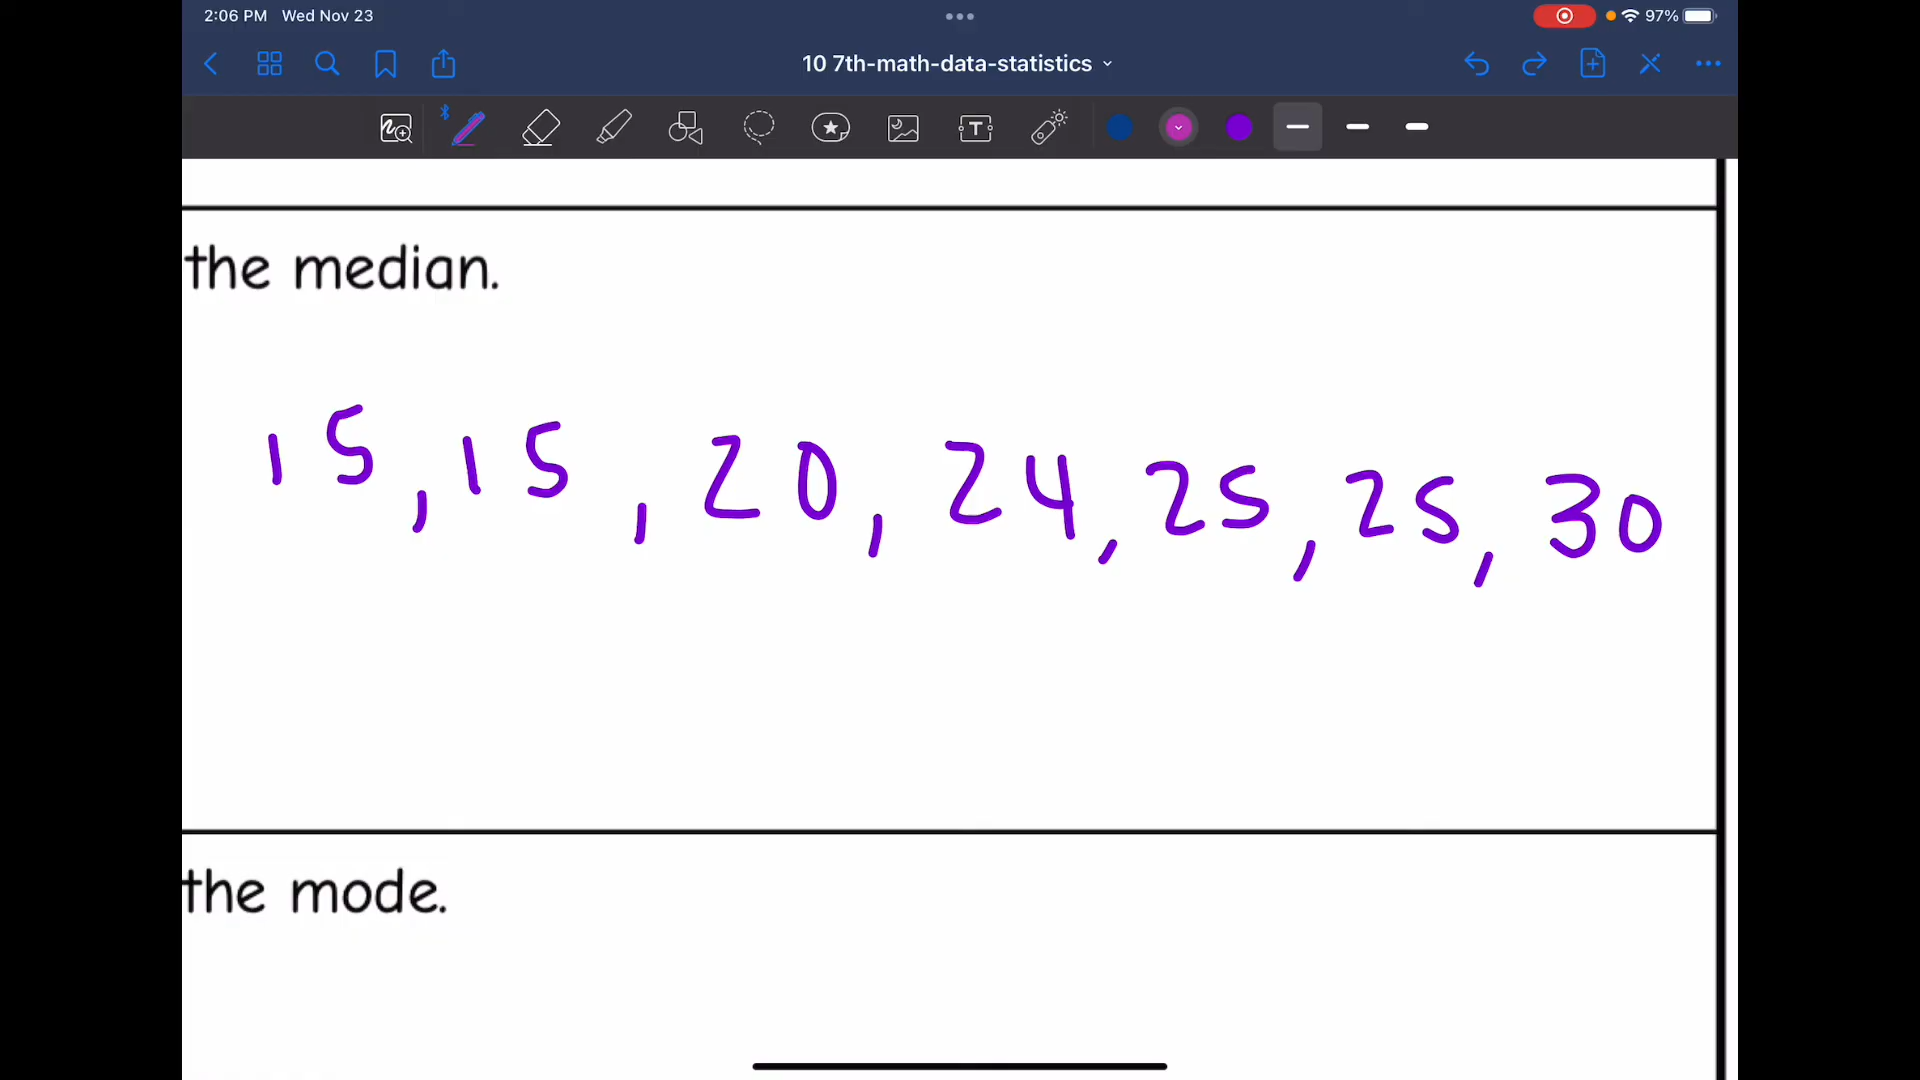 2:06 PM Wed Nov 23 97%
10 7th-math-data-statistics
the median.
15, 15, 20, 24, 25, 25, 30
the mode.